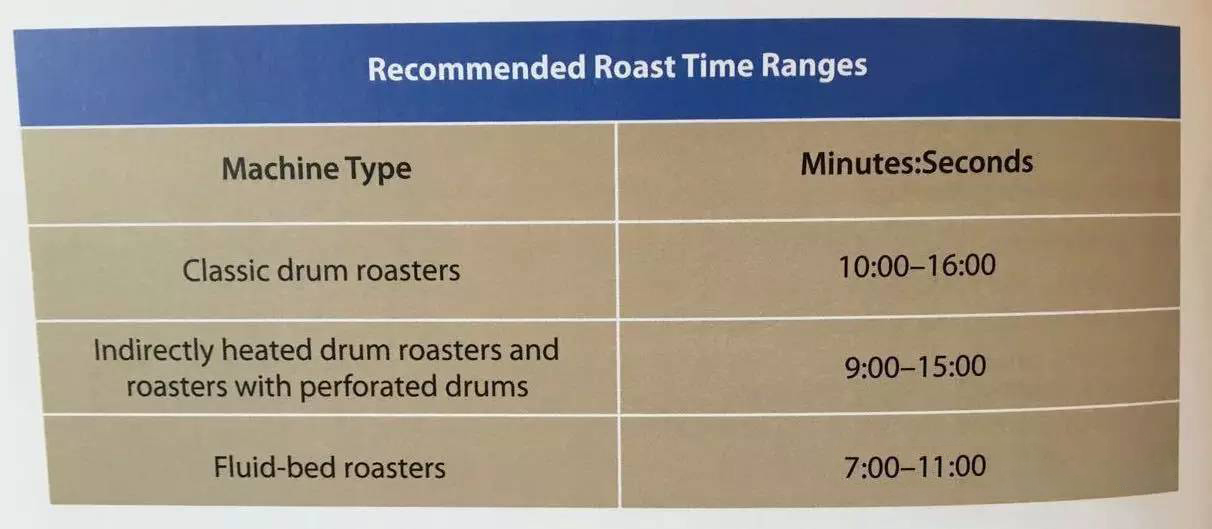 Recommended Roast Time Ranges
Machine Type
Minutes:Seconds
Classic drum roasters
10:00–16:00
Indirectly heated drum roasters and
roasters with perforated drums
9:00–15:00
Fluid-bed roasters
7:00–11:00